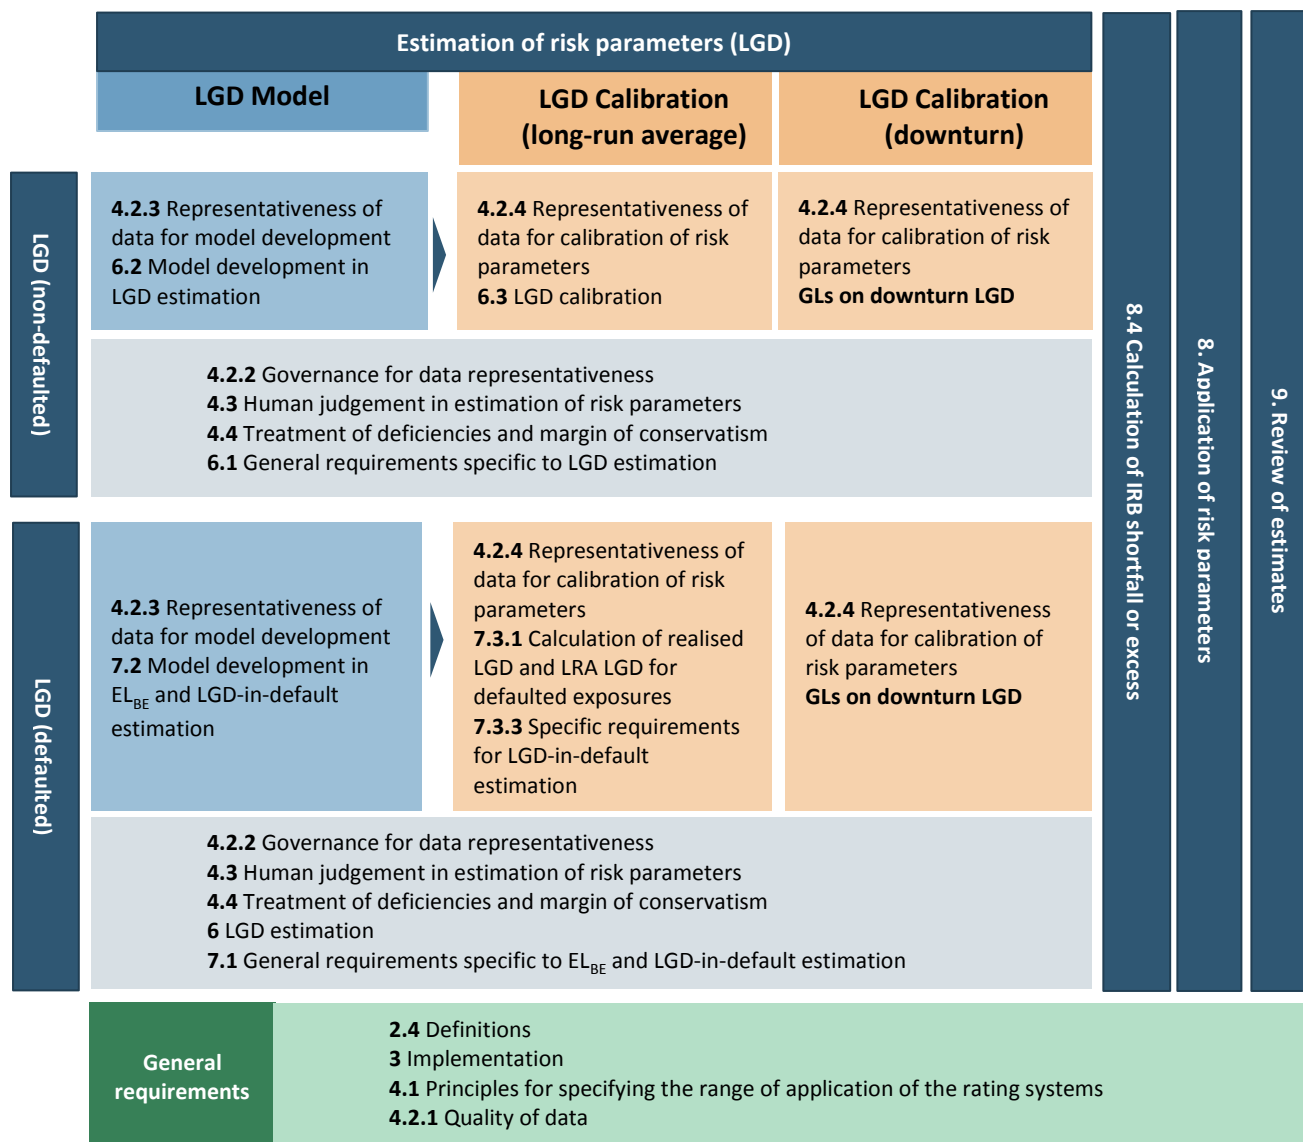 Estimation of risk parameters (LGD)
LGD Model
LGD Calibration
(long-run average)
LGD Calibration
(downturn)
LGD (non-defaulted)
4.2.3 Representativeness of
data for model development
6.2 Model development in
LGD estimation
4.2.4 Representativeness of
data for calibration of risk
parameters
6.3 LGD calibration
4.2.4 Representativeness of
data for calibration of risk
parameters
GLs on downturn LGD
4.2.2 Governance for data representativeness
4.3 Human judgement in estimation of risk parameters
4.4 Treatment of deficiencies and margin of conservatism
6.1 General requirements specific to LGD estimation
LGD (defaulted)
4.2.3 Representativeness of
data for model development
7.2 Model development in
ELBE and LGD-in-default
estimation
4.2.4 Representativeness of
data for calibration of risk
parameters
7.3.1 Calculation of realised
LGD and LRA LGD for
defaulted exposures
7.3.3 Specific requirements
for LGD-in-default
estimation
4.2.4 Representativeness
of data for calibration of
risk parameters
GLs on downturn LGD
4.2.2 Governance for data representativeness
4.3 Human judgement in estimation of risk parameters
4.4 Treatment of deficiencies and margin of conservatism
6 LGD estimation
7.1 General requirements specific to ELBE and LGD-in-default estimation
8.4 Calculation of IRB shortfall or excess
8. Application of risk parameters
9. Review of estimates
General
requirements
2.4 Definitions
3 Implementation
4.1 Principles for specifying the range of application of the rating systems
4.2.1 Quality of data